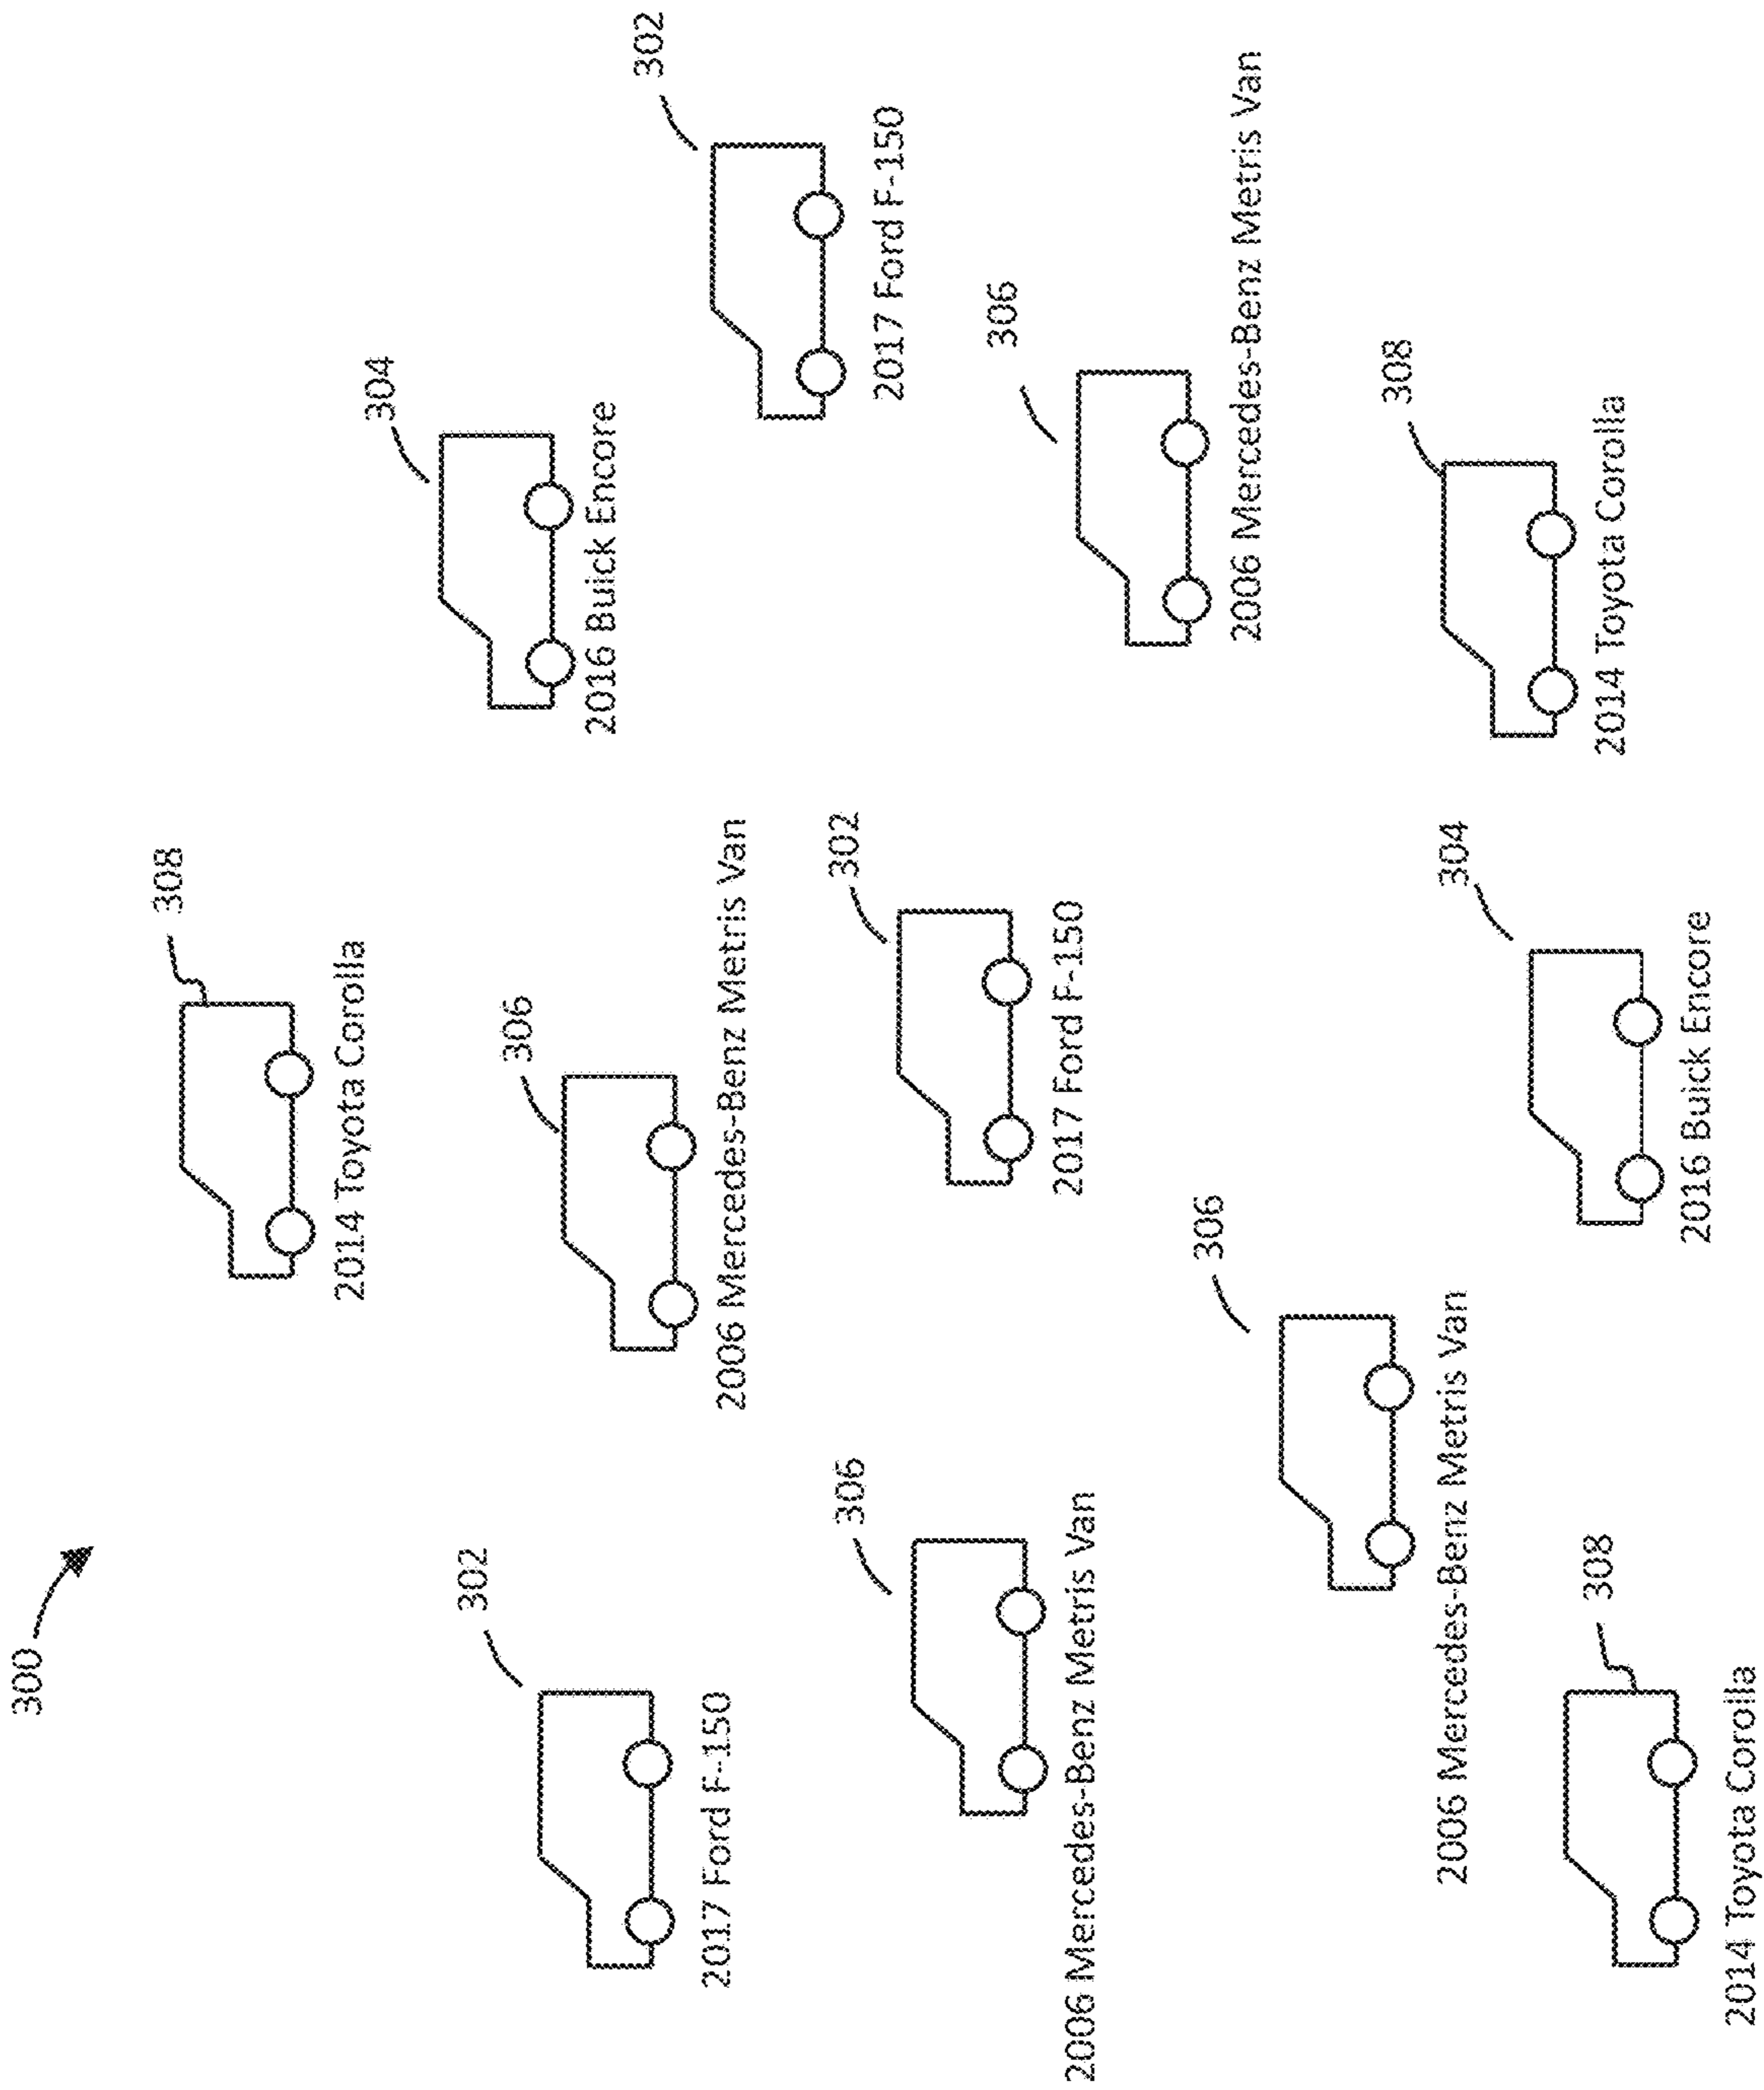 300
308
2014 Toyota Corolla
304
2016 Buick Encore
302
2017 Ford F-150
306
2006 Mercedes-Benz Metris Van
302
2017 Ford F-150
306
2006 Mercedes-Benz Metris Van
302
2017 Ford F-150
306
2006 Mercedes-Benz Metris Van
306
2006 Mercedes-Benz Metris Van
304
2016 Buick Encore
308
2014 Toyota Corolla
308
2014 Toyota Corolla